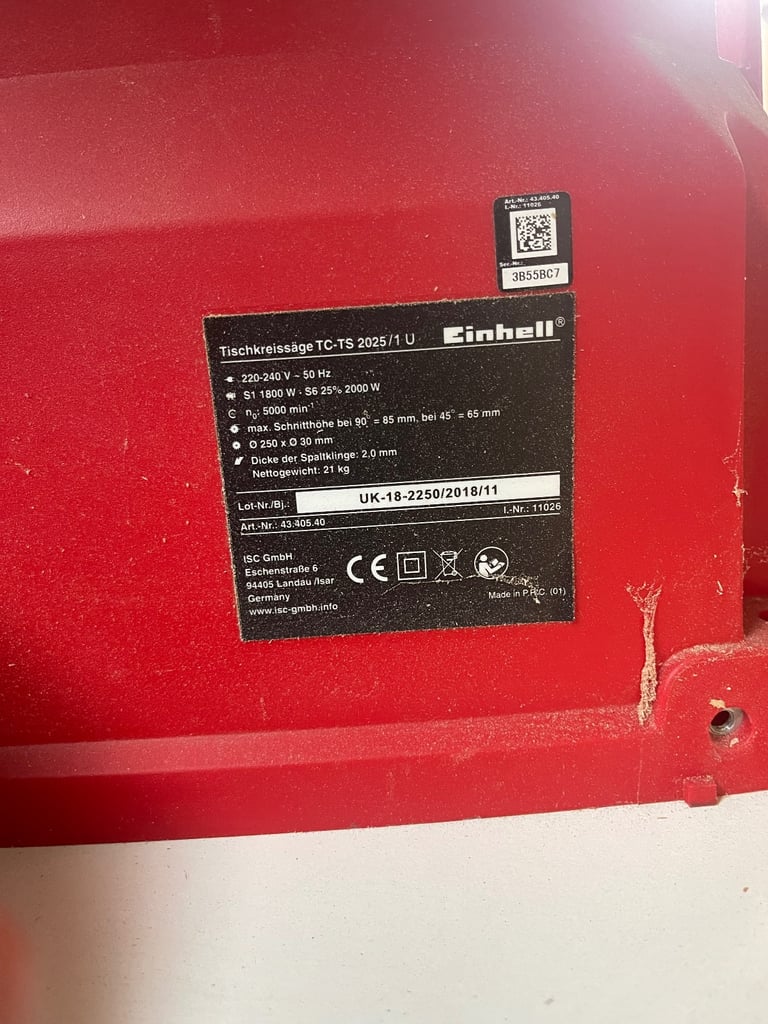 Art.-Nr.: 43.405.40
I.-Nr.: 11026
Ser.-Nr.:
3B55BC7
Tischkreissäge TC-TS 2025/1 U
Einhell®
220-240 V ~ 50 Hz
S1 1800 W · S6 25% 2000 W
n₀: 5000 min⁻¹
max. Schnitthöhe bei 90° = 85 mm, bei 45° = 65 mm
Ø 250 x Ø 30 mm
Dicke der Spaltklinge: 2,0 mm
Nettogewicht: 21 kg
Lot-Nr./Bj.: UK-18-2250/2018/11
Art.-Nr.: 43.405.40 I.-Nr.: 11026
ISC GmbH
Eschenstraße 6
94405 Landau /Isar
Germany
www.isc-gmbh.info
CE
Made in P.R.C. (01)